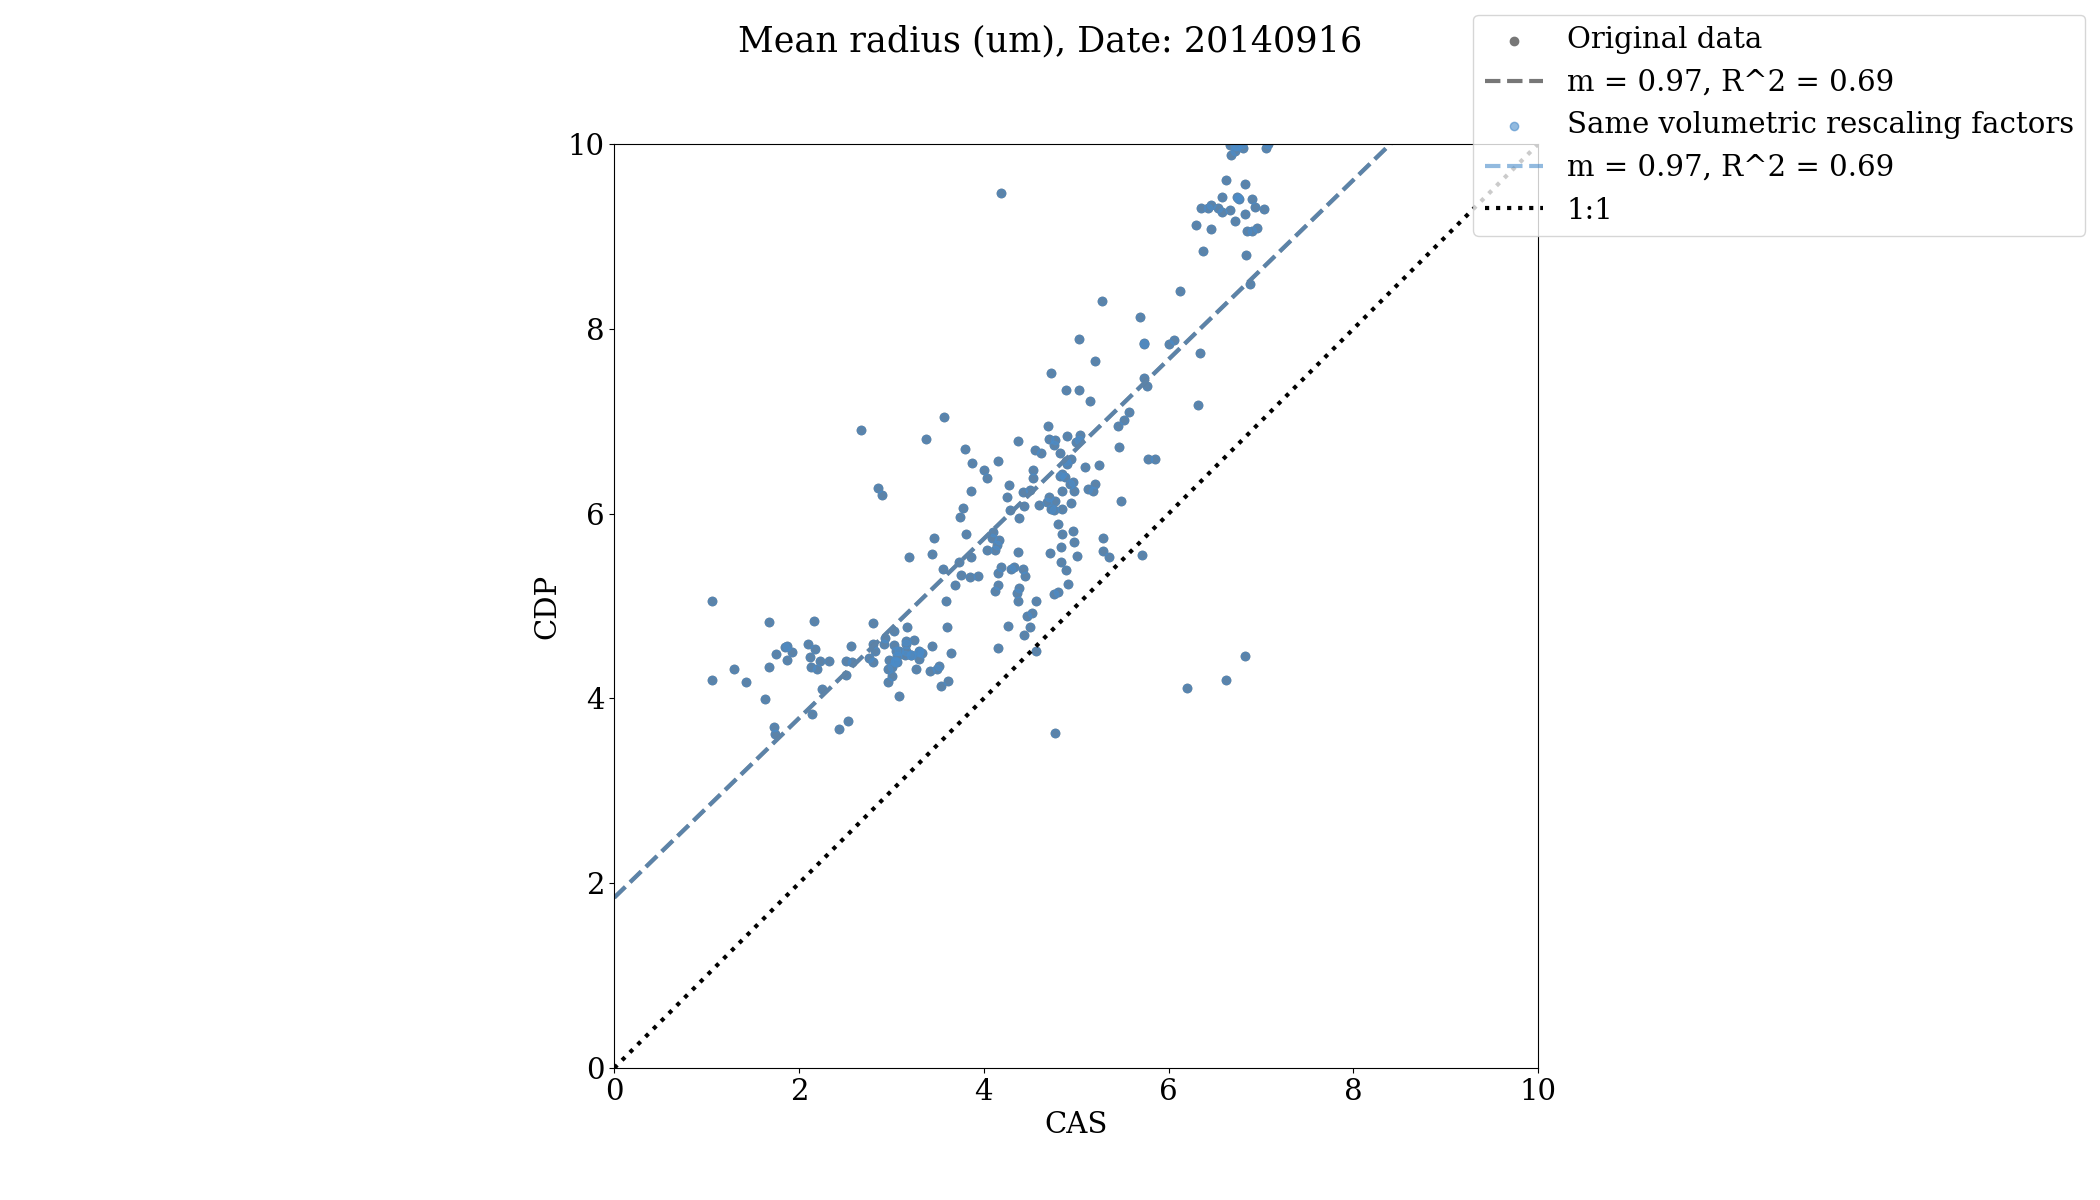 Mean radius (um), Date: 20140916
Original data
m = 0.97, R^2 = 0.69
Same volumetric rescaling factors
m = 0.97, R^2 = 0.69
1:1
10
8
6
4
2
0
CDP
0 2 4 6 8 10
CAS